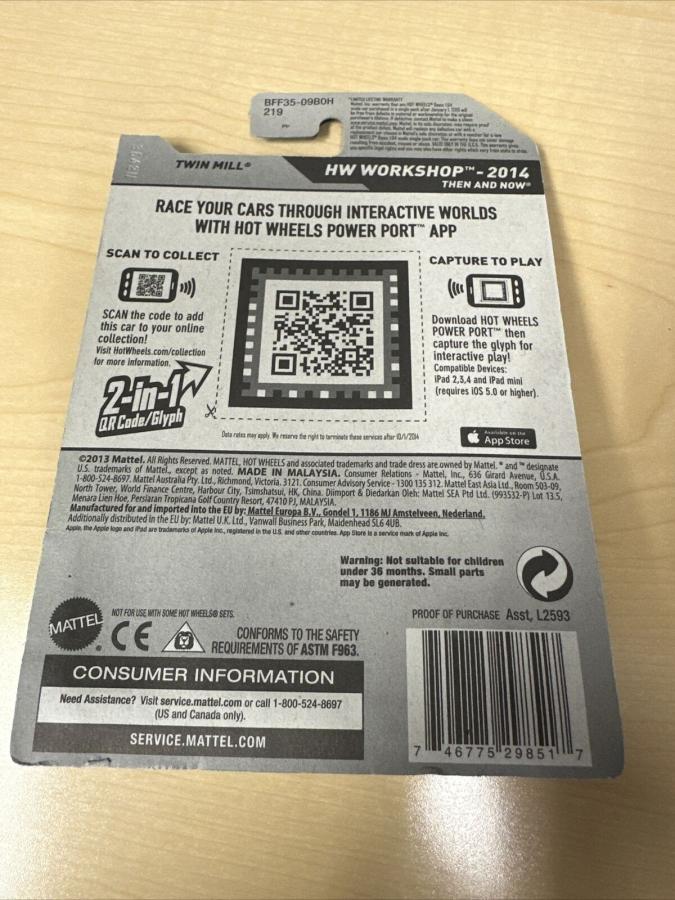 BFF35-09B0H
219
*LIMITED LIFETIME WARRANTY
TWIN MILL®
HW WORKSHOP™ - 2014
THEN AND NOW®
RACE YOUR CARS THROUGH INTERACTIVE WORLDS
WITH HOT WHEELS POWER PORT™ APP
SCAN TO COLLECT
SCAN the code to add
this car to your online
collection!
Visit HotWheels.com/collection
for more information.
2-in-1
QR Code/Glyph
CAPTURE TO PLAY
Download HOT WHEELS
POWER PORT™ then
capture the glyph for
interactive play!
Compatible Devices:
iPad 2,3,4 and iPad mini
(requires iOS 5.0 or higher).
Data rates may apply. We reserve the right to terminate these services after 10/1/2014
Available on the
App Store
©2013 Mattel. All Rights Reserved. MATTEL, HOT WHEELS and associated trademarks and trade dress are owned by Mattel. ® and ™ designate
U.S. trademarks of Mattel, except as noted. MADE IN MALAYSIA. Consumer Relations - Mattel, Inc., 636 Girard Avenue, U.S.A.
1-800-524-8697. Mattel Australia Pty. Ltd., Richmond, Victoria. 3121. Consumer Advisory Service - 1300 135 312. Mattel East Asia Ltd., Room 503-09,
North Tower, World Finance Centre, Harbour City, Tsimshatsui, HK, China. Diimport & Diedarkan Oleh: Mattel SEA Ptd Ltd. (993532-P) Lot 13.5,
Menara Lien Hoe, Persiaran Tropicana Golf Country Resort, 47410 PJ, MALAYSIA.
Manufactured for and imported into the EU by: Mattel Europa B.V., Gondel 1, 1186 MJ Amstelveen, Nederland.
Additionally distributed in the EU by: Mattel U.K. Ltd., Vanwall Business Park, Maidenhead SL6 4UB.
Apple, the Apple logo and iPad are trademarks of Apple Inc., registered in the U.S. and other countries. App Store is a service mark of Apple Inc.
Warning: Not suitable for children
under 36 months. Small parts
may be generated.
MATTEL
NOT FOR USE WITH SOME HOT WHEELS® SETS.
CE
CONFORMS TO THE SAFETY
REQUIREMENTS OF ASTM F963.
PROOF OF PURCHASE Asst. L2593
CONSUMER INFORMATION
Need Assistance? Visit service.mattel.com or call 1-800-524-8697
(US and Canada only).
SERVICE.MATTEL.COM
7 46775 29851 7